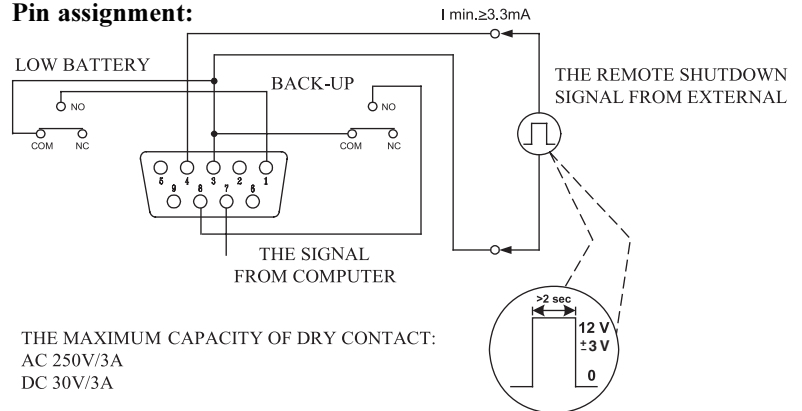 Pin assignment:
I min.≥3.3mA
LOW BATTERY
BACK-UP
THE REMOTE SHUTDOWN
SIGNAL FROM EXTERNAL
NO
NO
COM
NC
COM
NC
5
4
3
2
1
9
8
7
6
THE SIGNAL
FROM COMPUTER
>2 sec
12 V
±3 V
0
THE MAXIMUM CAPACITY OF DRY CONTACT:
AC 250V/3A
DC 30V/3A